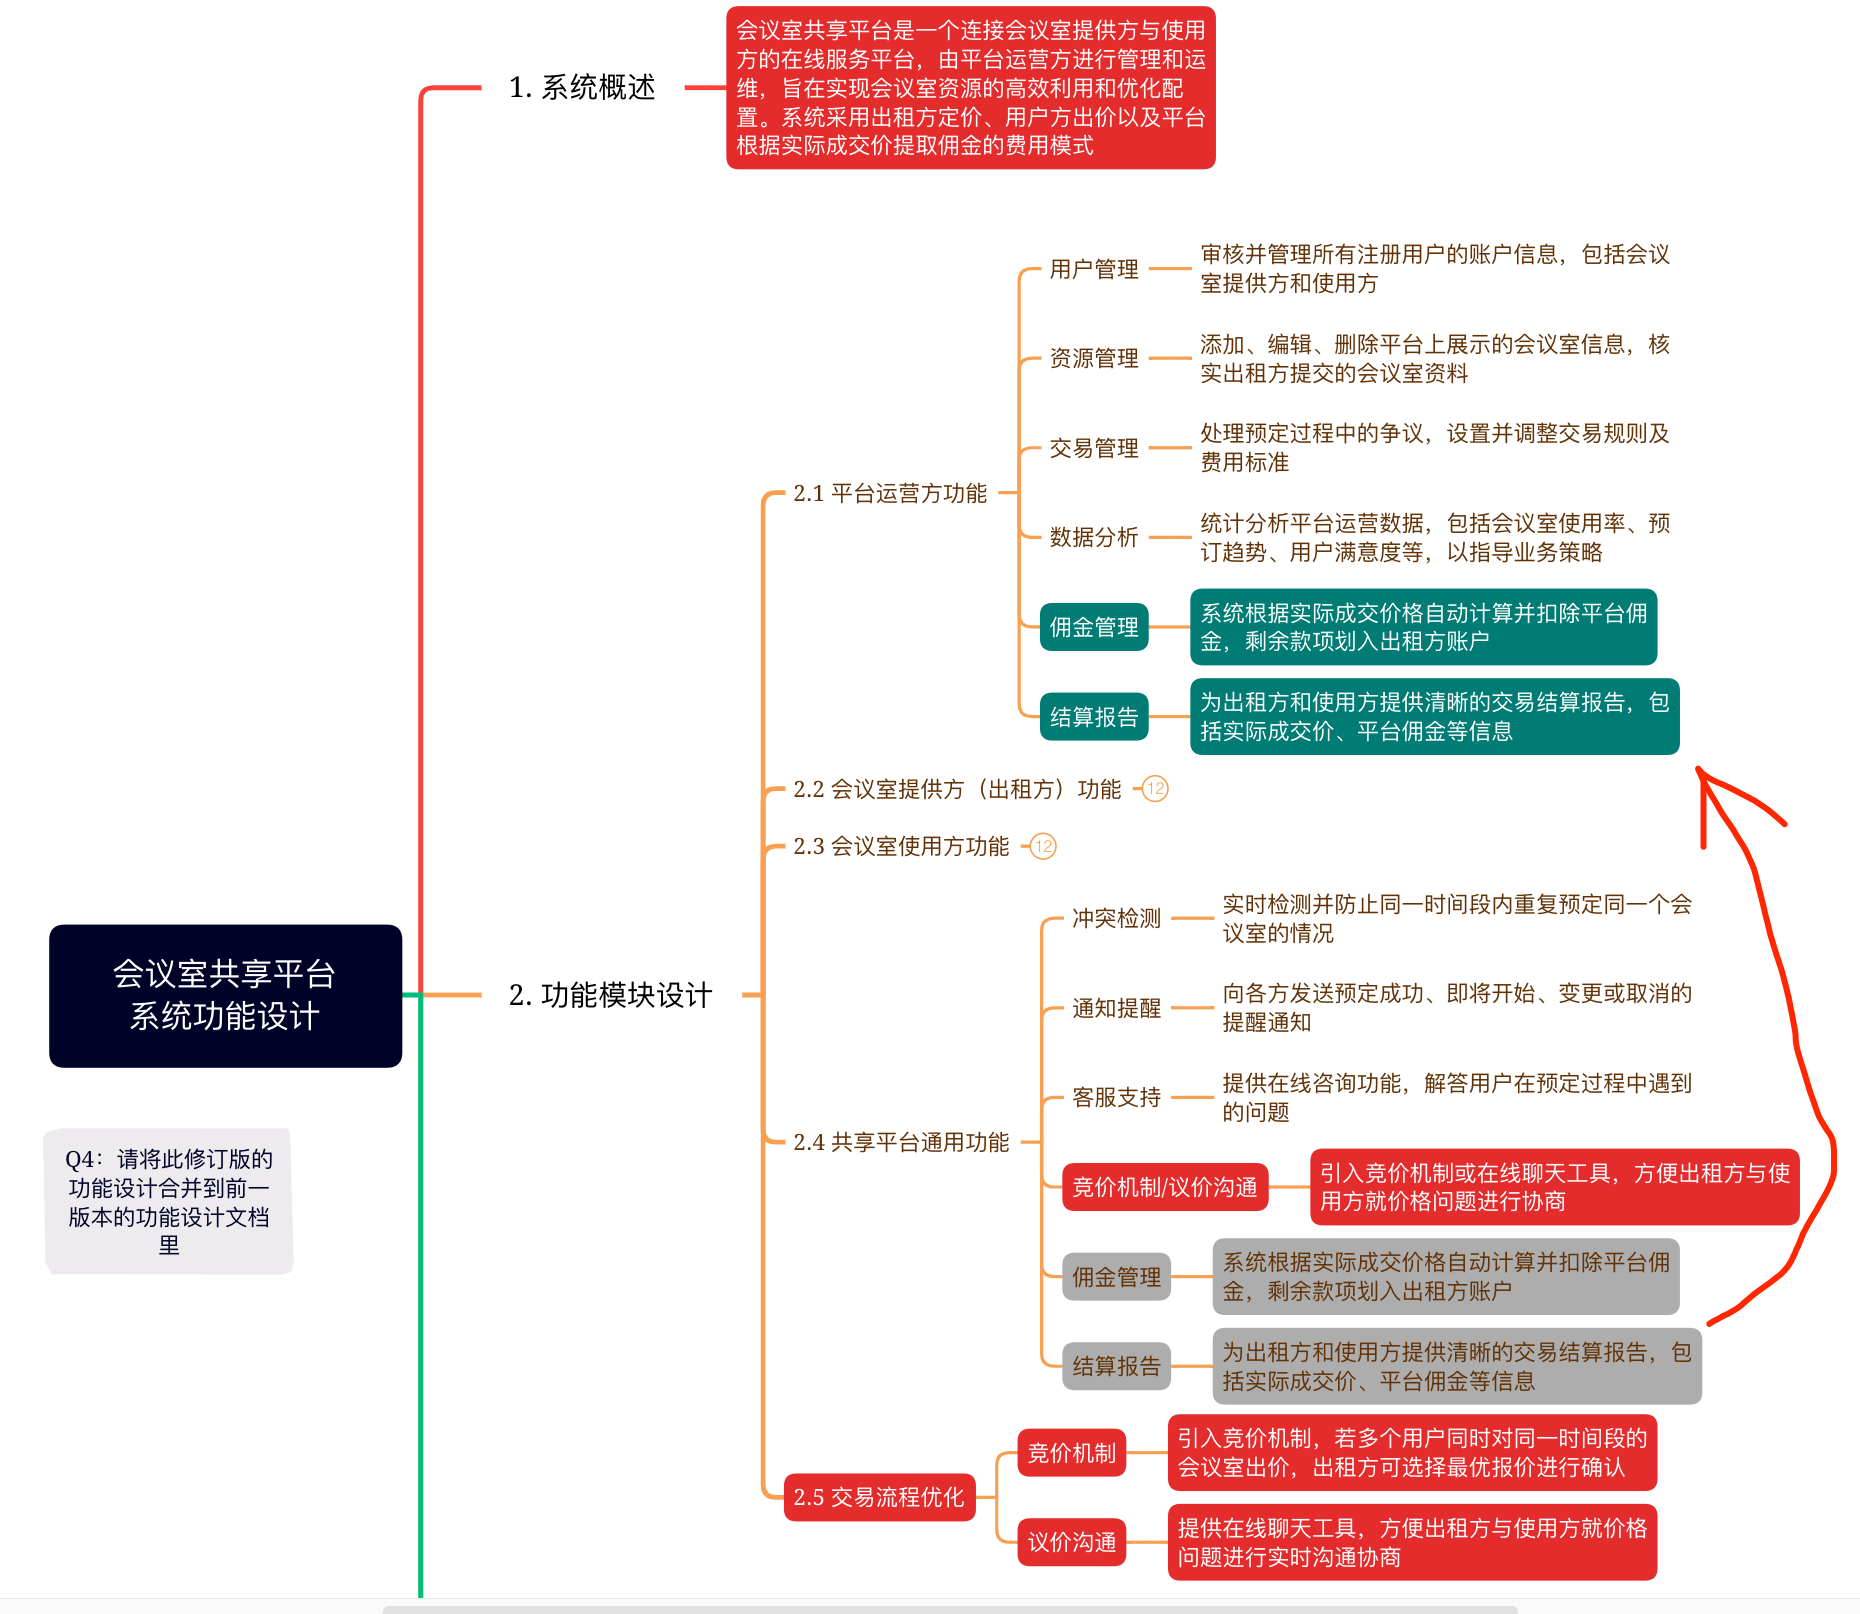 会议室共享平台是一个连接会议室提供方与使用
方的在线服务平台，由平台运营方进行管理和运
维，旨在实现会议室资源的高效利用和优化配
置。系统采用出租方定价、用户方出价以及平台
根据实际成交价提取佣金的费用模式
1. 系统概述
用户管理
审核并管理所有注册用户的账户信息，包括会议
室提供方和使用方
资源管理
添加、编辑、删除平台上展示的会议室信息，核
实出租方提交的会议室资料
交易管理
处理预定过程中的争议，设置并调整交易规则及
费用标准
2.1 平台运营方功能
数据分析
统计分析平台运营数据，包括会议室使用率、预
订趋势、用户满意度等，以指导业务策略
佣金管理
系统根据实际成交价格自动计算并扣除平台佣
金，剩余款项划入出租方账户
结算报告
为出租方和使用方提供清晰的交易结算报告，包
括实际成交价、平台佣金等信息
2.2 会议室提供方（出租方）功能
12
2.3 会议室使用方功能
12
会议室共享平台
系统功能设计
2. 功能模块设计
冲突检测
实时检测并防止同一时间段内重复预定同一个会
议室的情况
通知提醒
向各方发送预定成功、即将开始、变更或取消的
提醒通知
客服支持
提供在线咨询功能，解答用户在预定过程中遇到
的问题
2.4 共享平台通用功能
竞价机制/议价沟通
引入竞价机制或在线聊天工具，方便出租方与使
用方就价格问题进行协商
佣金管理
系统根据实际成交价格自动计算并扣除平台佣
金，剩余款项划入出租方账户
结算报告
为出租方和使用方提供清晰的交易结算报告，包
括实际成交价、平台佣金等信息
Q4：请将此修订版的
功能设计合并到前一
版本的功能设计文档
里
2.5 交易流程优化
竞价机制
引入竞价机制，若多个用户同时对同一时间段的
会议室出价，出租方可选择最优报价进行确认
议价沟通
提供在线聊天工具，方便出租方与使用方就价格
问题进行实时沟通协商